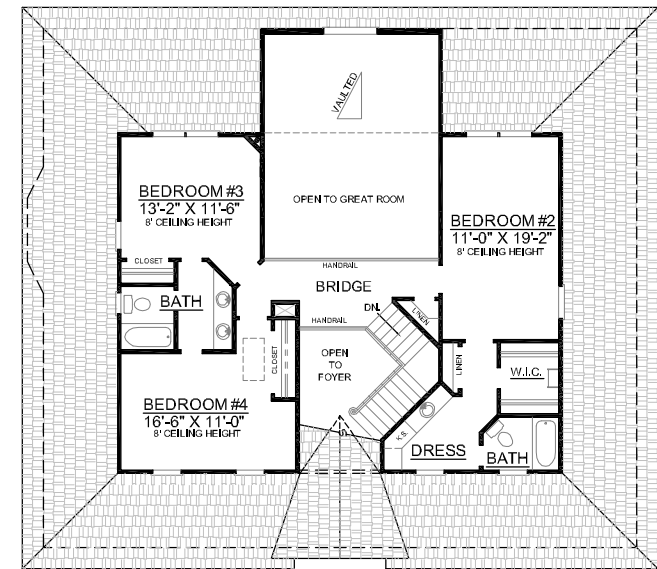 VAULTED
OPEN TO GREAT ROOM
BEDROOM #3
13'-2" X 11'-6"
8' CEILING HEIGHT
BEDROOM #2
11'-0" X 19'-2"
8' CEILING HEIGHT
CLOSET
HANDRAIL
BRIDGE
BATH
HANDRAIL
DN.
LINEN
OPEN
TO
FOYER
CLOSET
LINEN
W.I.C.
BEDROOM #4
16'-6" X 11'-0"
8' CEILING HEIGHT
K.S.
DRESS
BATH